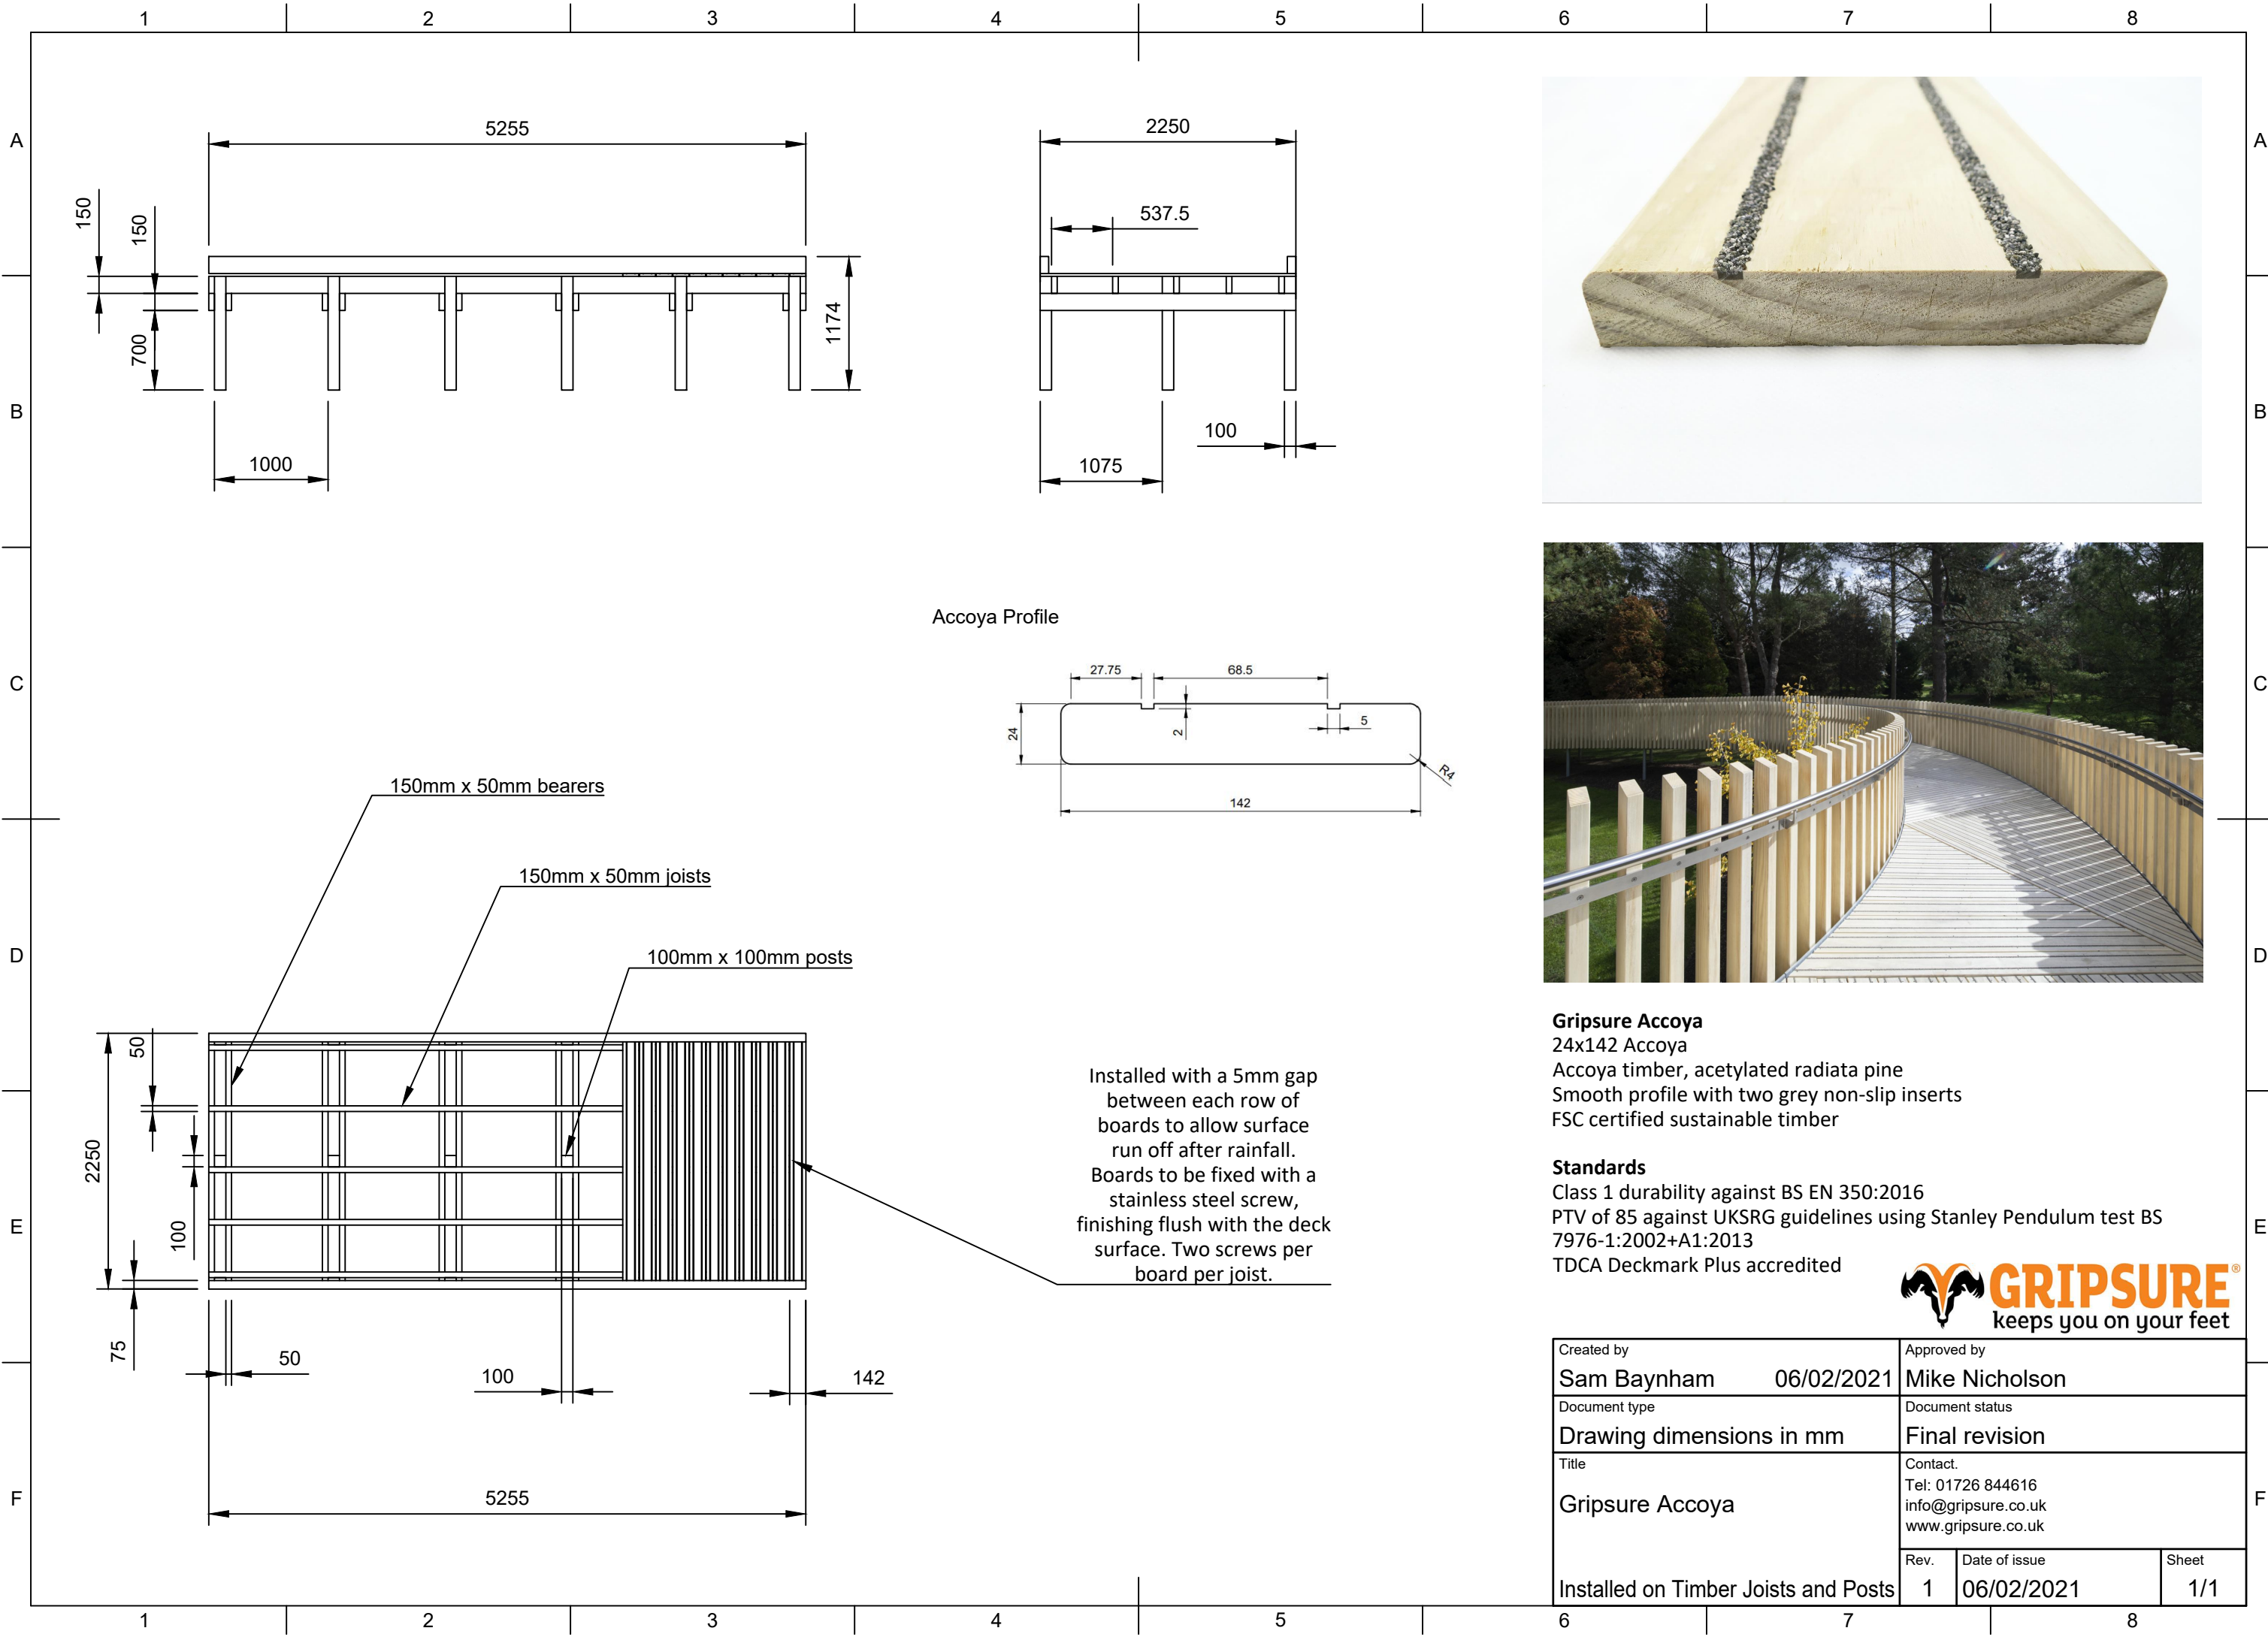 1 2 3 4 5 6 7 8
A A
5255
2250
150
150
537.5
1174
700
B B
100
1000
1075
Accoya Profile
C C
27.75
68.5
24
2
5
R4
142
150mm x 50mm bearers
150mm x 50mm joists
D D
100mm x 100mm posts
50
2250
100
75
50
100
142
5255
Installed with a 5mm gap
between each row of
boards to allow surface
run off after rainfall.
Boards to be fixed with a
stainless steel screw,
finishing flush with the deck
surface. Two screws per
board per joist.
Gripsure Accoya
24x142 Accoya
Accoya timber, acetylated radiata pine
Smooth profile with two grey non-slip inserts
FSC certified sustainable timber
Standards
Class 1 durability against BS EN 350:2016
PTV of 85 against UKSRG guidelines using Stanley Pendulum test BS
7976-1:2002+A1:2013
TDCA Deckmark Plus accredited
E E
GRIPSURE®
keeps you on your feet
Created by
Sam Baynham 06/02/2021
Approved by
Mike Nicholson
Document type
Drawing dimensions in mm
Document status
Final revision
Title
Gripsure Accoya
Installed on Timber Joists and Posts
Contact.
Tel: 01726 844616
info@gripsure.co.uk
www.gripsure.co.uk
F F
Rev.
1
Date of issue
06/02/2021
Sheet
1/1
1 2 3 4 5 6 7 8